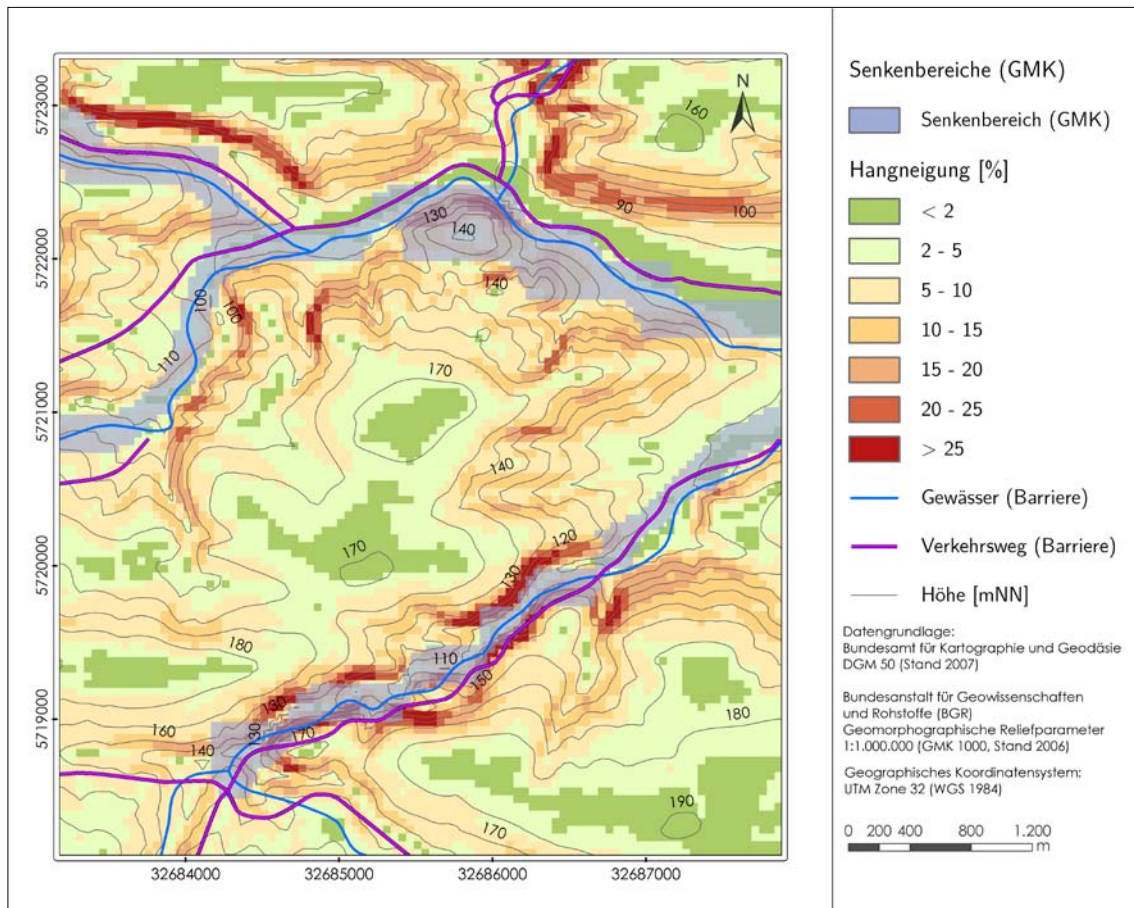 5723000
5722000
5721000
5720000
5719000
32684000
32685000
32686000
32687000
N
160
90
100
130
140
140
100
100
110
170
140
170
120
130
180
110
150
130
160
140
130
170
180
190
170
Senkenbereiche (GMK)
Senkenbereich (GMK)
Hangneigung [%]
< 2
2 - 5
5 - 10
10 - 15
15 - 20
20 - 25
> 25
Gewässer (Barriere)
Verkehrsweg (Barriere)
Höhe [mNN]
Datengrundlage:
Bundesamt für Kartographie und Geodäsie
DGM 50 (Stand 2007)
Bundesanstalt für Geowissenschaften
und Rohstoffe (BGR)
Geomorphographische Reliefparameter
1:1.000.000 (GMK 1000, Stand 2006)
Geographisches Koordinatensystem:
UTM Zone 32 (WGS 1984)
0 200 400 800 1.200
m